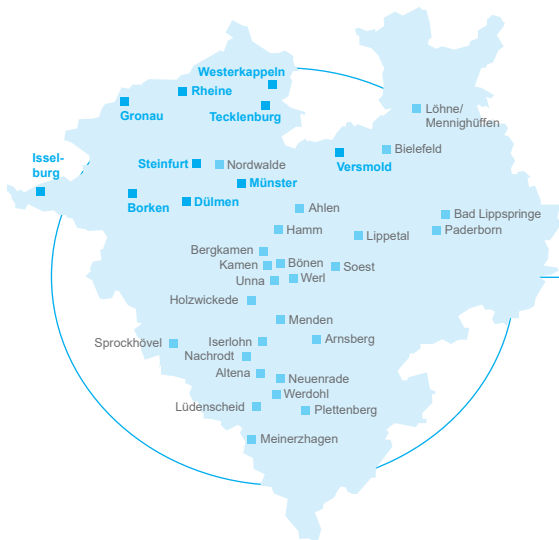 Westerkappeln
Rheine
Gronau
Tecklenburg
Löhne/
Mennighüffen
Issel-
burg
Steinfurt
Nordwalde
Versmold
Bielefeld
Münster
Borken
Dülmen
Ahlen
Bad Lippspringe
Paderborn
Hamm
Lippetal
Bergkamen
Kamen
Bönen
Soest
Unna
Werl
Holzwickede
Menden
Sprockhövel
Iserlohn
Arnsberg
Nachrodt
Altena
Neuenrade
Werdohl
Lüdenscheid
Plettenberg
Meinerzhagen